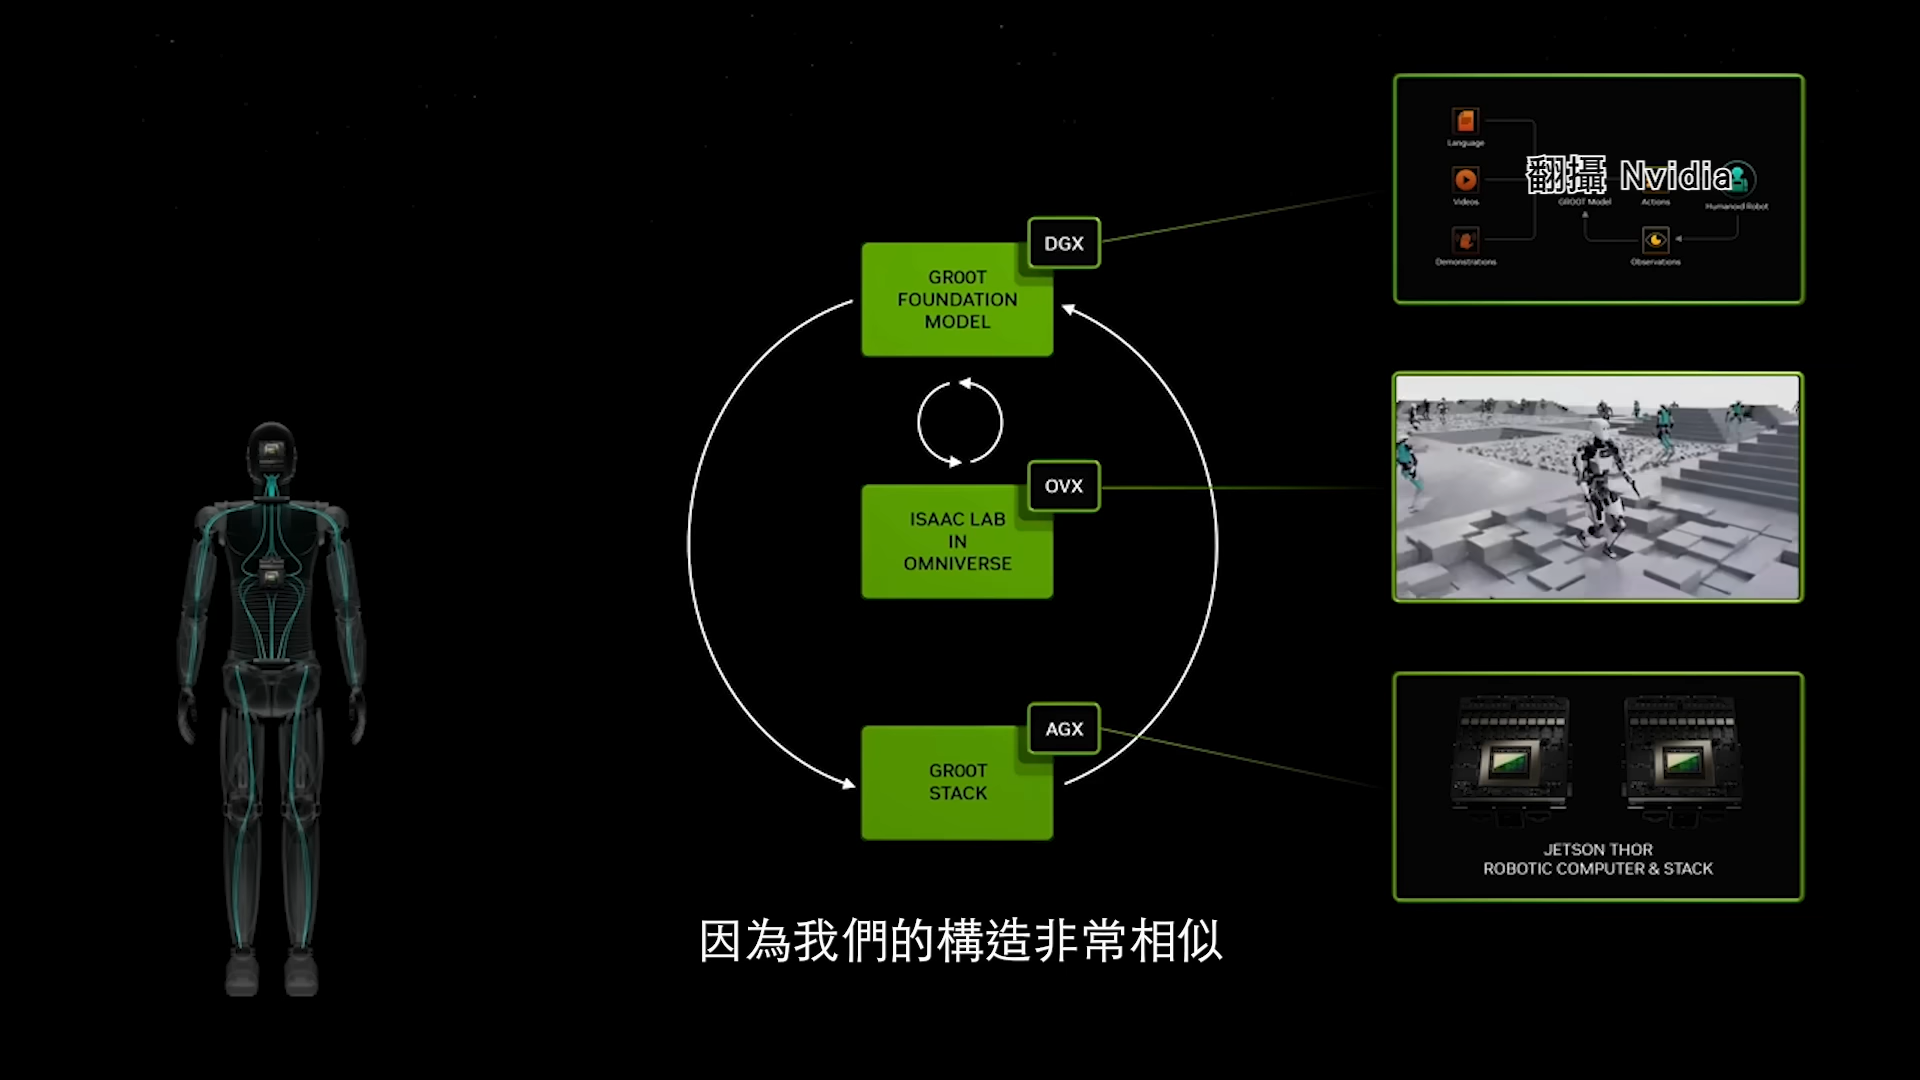 DGX
GR00T
FOUNDATION
MODEL
OVX
ISAAC LAB
IN
OMNIVERSE
AGX
GR00T
STACK
Language
Videos
Demonstrations
翻攝 Nvidia
GR00T Model
Actions
Humanoid Robot
Observations
JETSON THOR
ROBOTIC COMPUTER & STACK
因為我們的構造非常相似